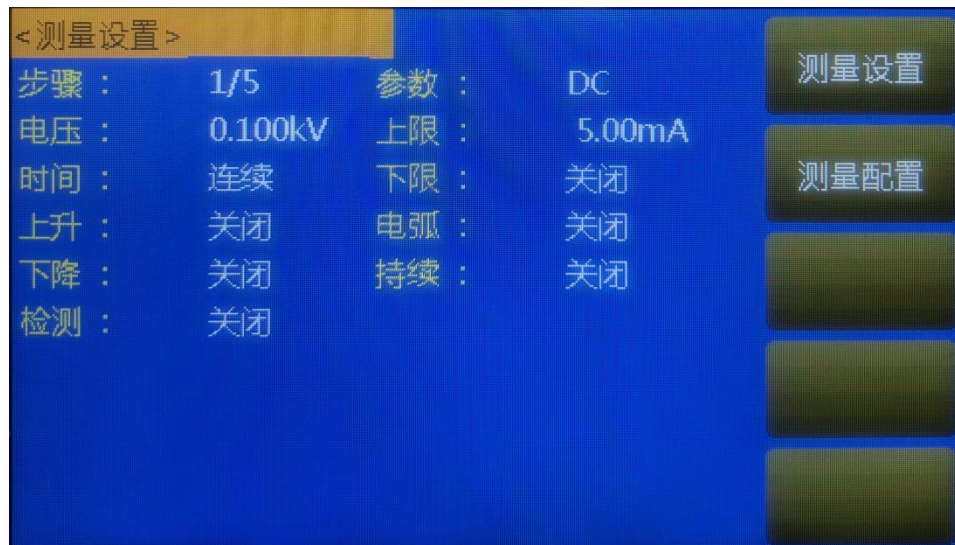 <测量设置>
步骤： 1/5 参数： DC
电压： 0.100kV 上限： 5.00mA
时间： 连续 下限： 关闭
上升： 关闭 电弧： 关闭
下降： 关闭 持续： 关闭
检测： 关闭
测量设置
测量配置